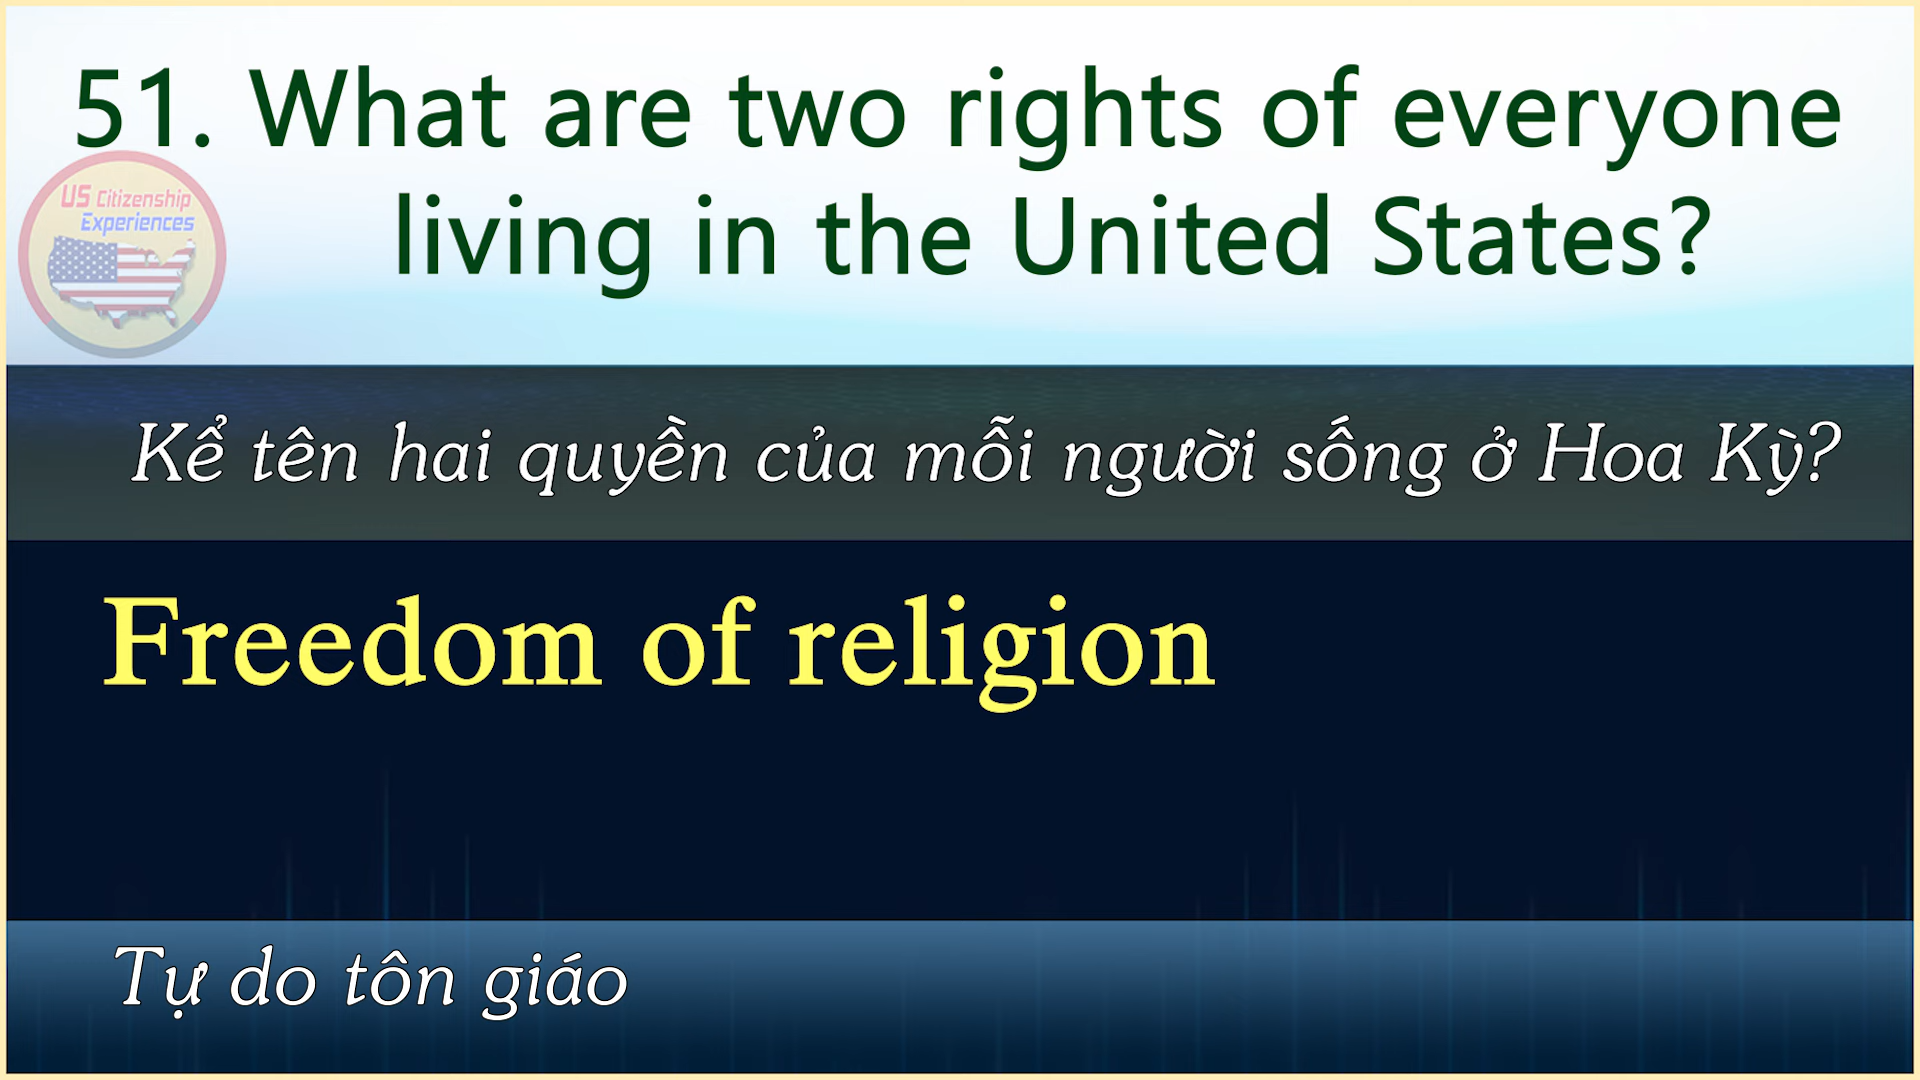 51. What are two rights of everyone
living in the United States?
US Citizenship
Experiences
Kể tên hai quyền của mỗi người sống ở Hoa Kỳ?
Freedom of religion
Tự do tôn giáo